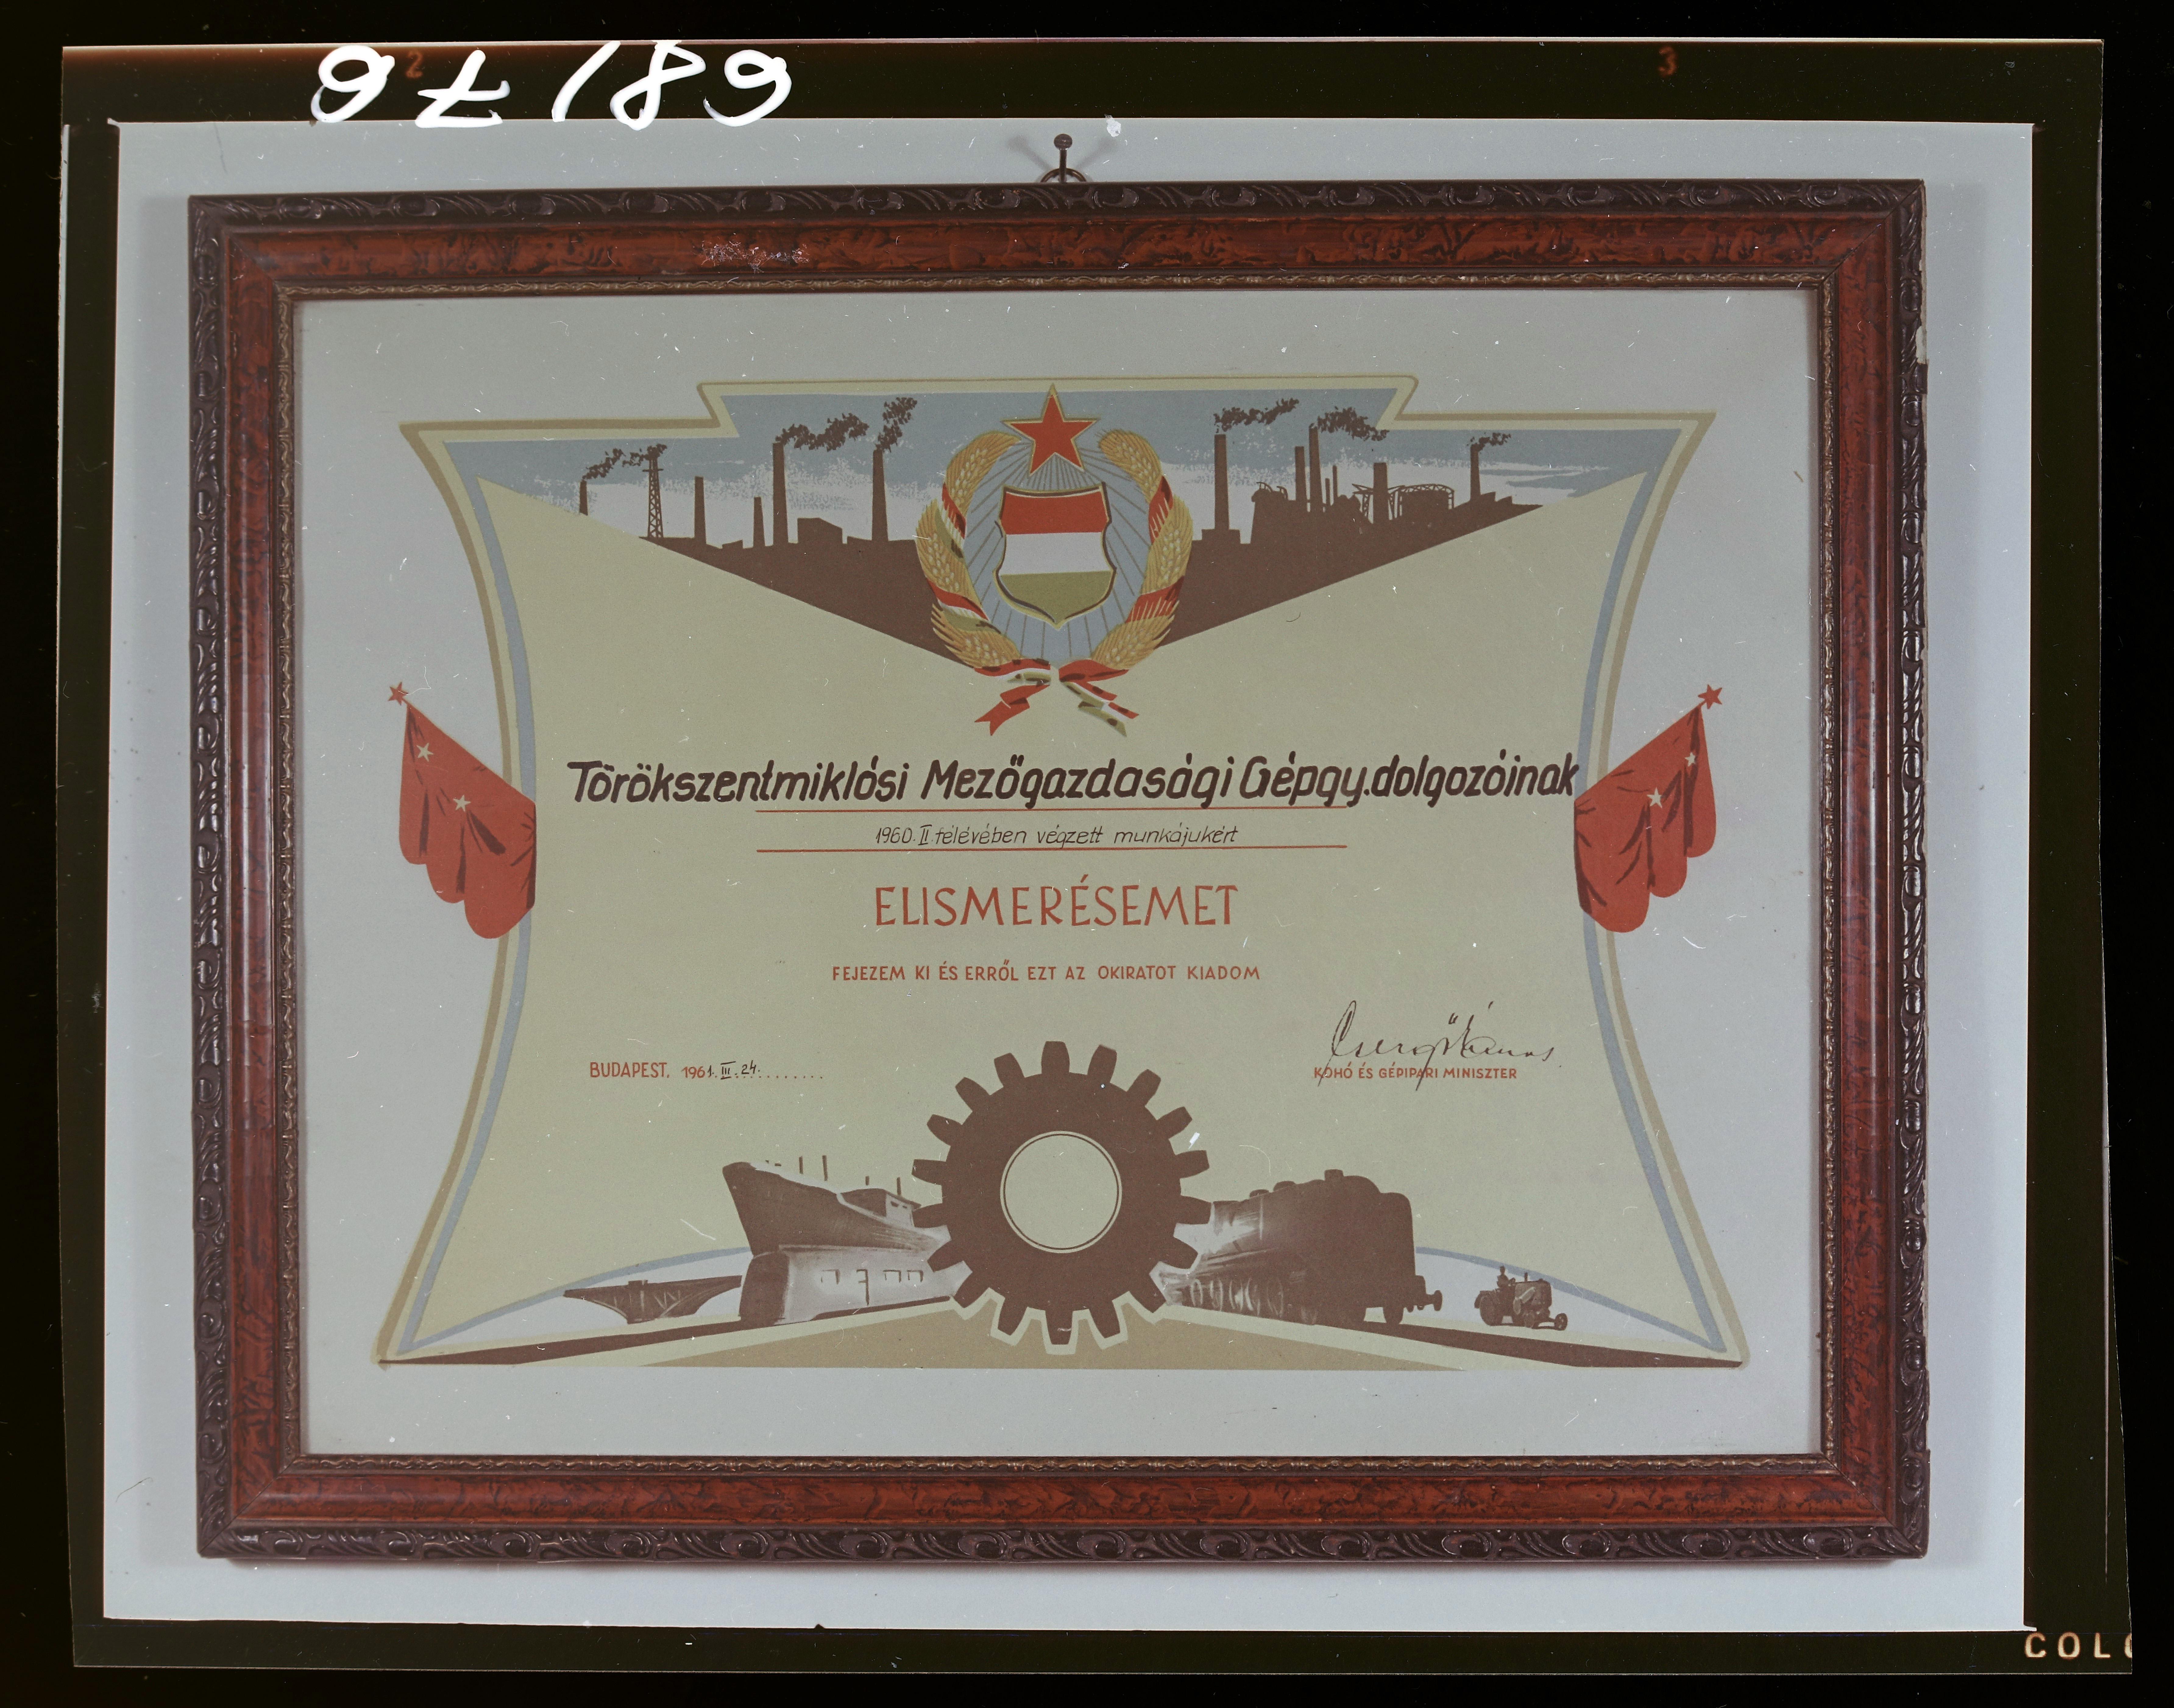 2 3
Törökszentmiklósi Mezőgazdasági Gépgy. dolgozóinak
1960. II. félévében végzett munkájukért
ELISMERÉSEMET
FEJEZEM KI ÉS ERRŐL EZT AZ OKIRATOT KIADOM
BUDAPEST, 1961. III. 24.
KOHÓ ÉS GÉPIPARI MINISZTER
COLO